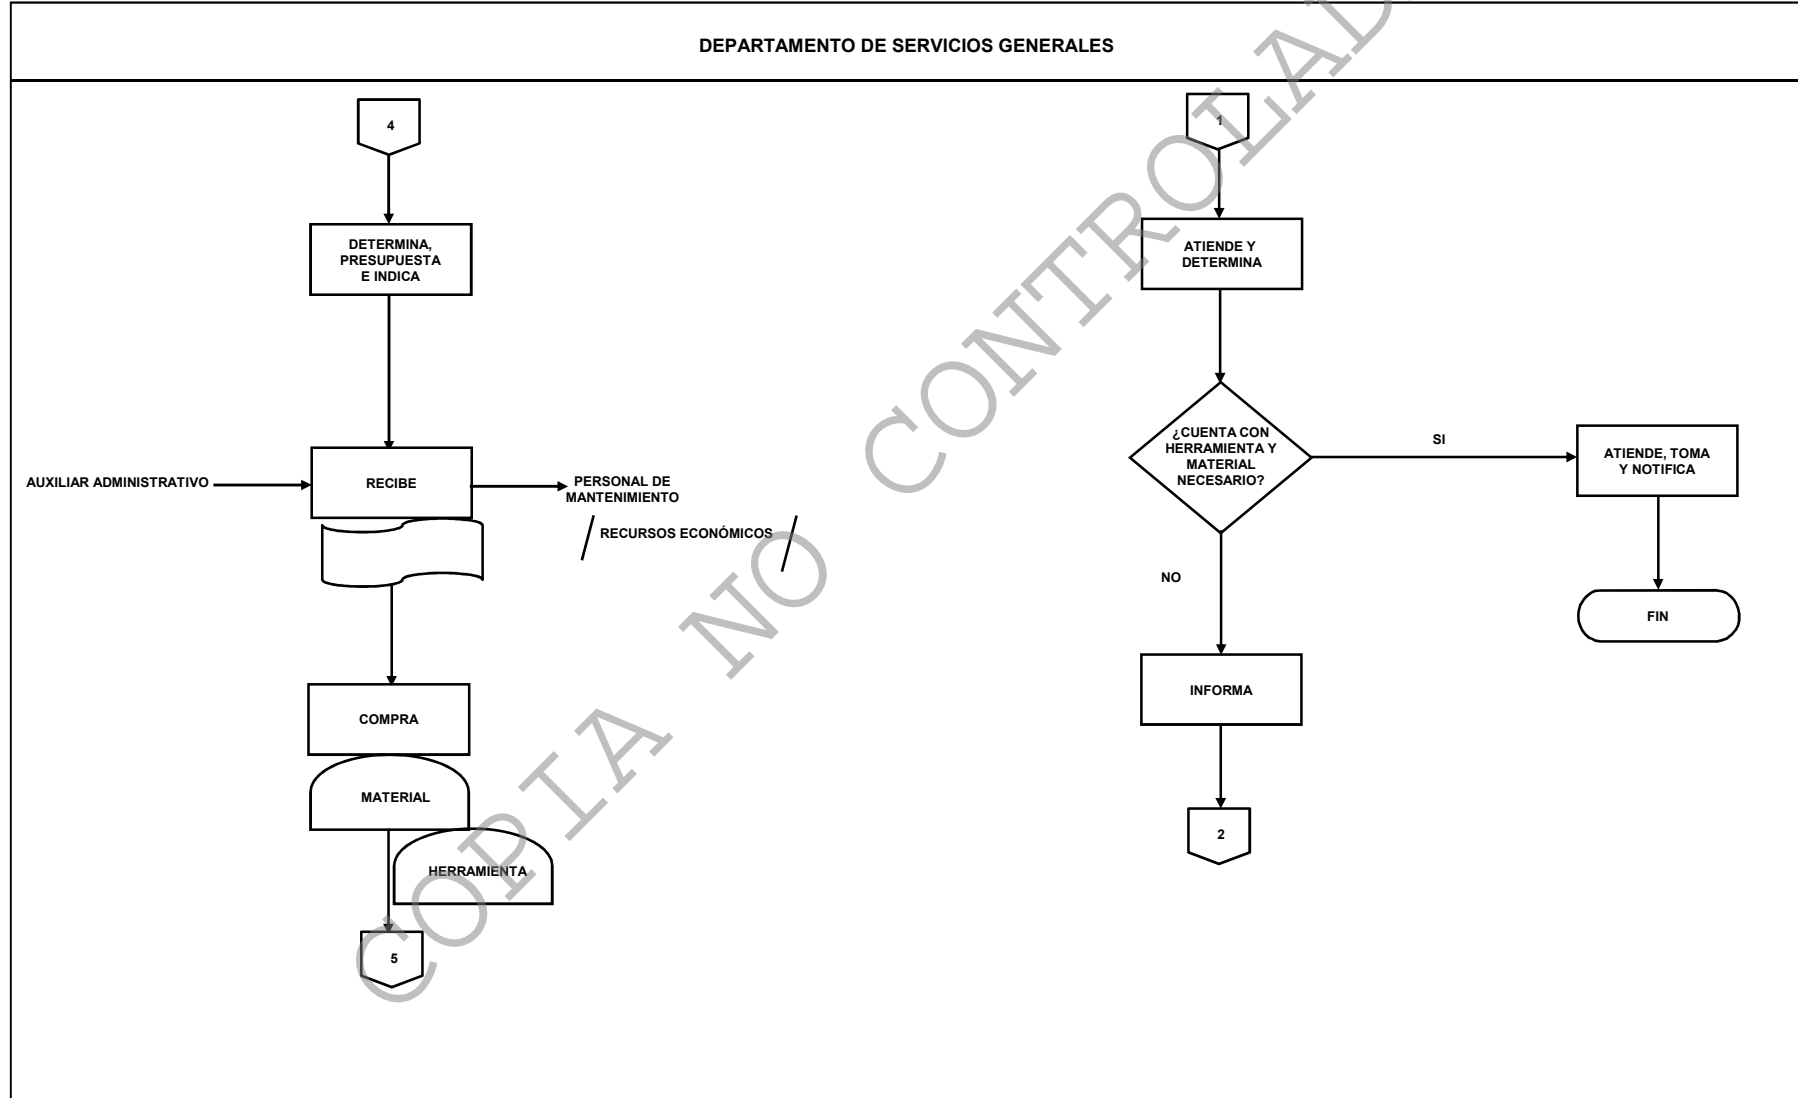 DEPARTAMENTO DE SERVICIOS GENERALES
4
DETERMINA,
PRESUPUESTA
E INDICA
AUXILIAR ADMINISTRATIVO
RECIBE
PERSONAL DE
MANTENIMIENTO
RECURSOS ECONÓMICOS
COMPRA
MATERIAL
HERRAMIENTA
5
1
ATIENDE Y
DETERMINA
¿CUENTA CON
HERRAMIENTA Y
MATERIAL
NECESARIO?
SI
ATIENDE, TOMA
Y NOTIFICA
FIN
NO
INFORMA
2
COPIA NO CONTROLAD